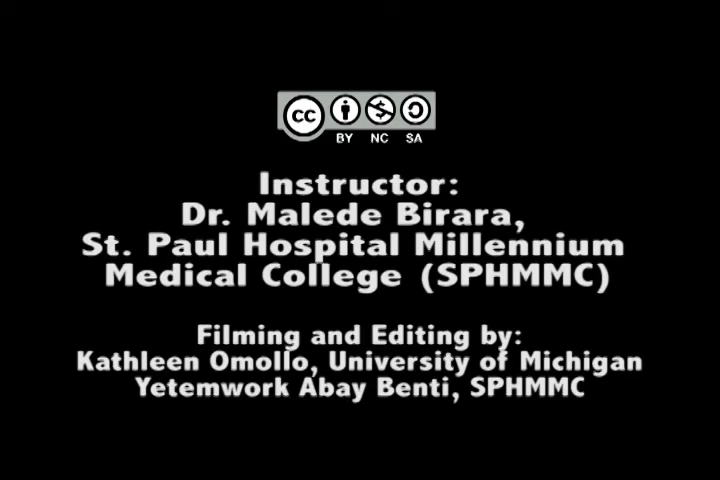 cc
BY NC SA
Instructor:
Dr. Malede Birara,
St. Paul Hospital Millennium
Medical College (SPHMMC)
Filming and Editing by:
Kathleen Omollo, University of Michigan
Yetemwork Abay Benti, SPHMMC